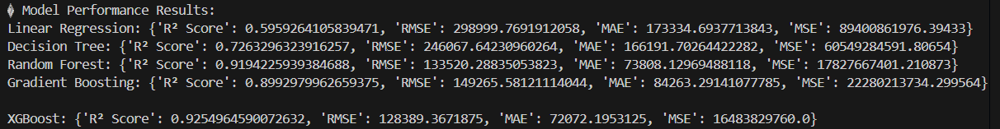 Model Performance Results:
Linear Regression: {'R² Score': 0.5959264105839471, 'RMSE': 298999.7691912058, 'MAE': 173334.6937713843, 'MSE': 89400861976.39433}
Decision Tree: {'R² Score': 0.7263296323916257, 'RMSE': 246067.64230960264, 'MAE': 166191.70264422282, 'MSE': 60549284591.80654}
Random Forest: {'R² Score': 0.9194225939384688, 'RMSE': 133520.28835053823, 'MAE': 73808.12969488118, 'MSE': 17827667401.210873}
Gradient Boosting: {'R² Score': 0.8992979962659375, 'RMSE': 149265.58121114044, 'MAE': 84263.29141077785, 'MSE': 22280213734.299564}
XGBoost: {'R² Score': 0.9254964590072632, 'RMSE': 128389.3671875, 'MAE': 72072.1953125, 'MSE': 16483829760.0}